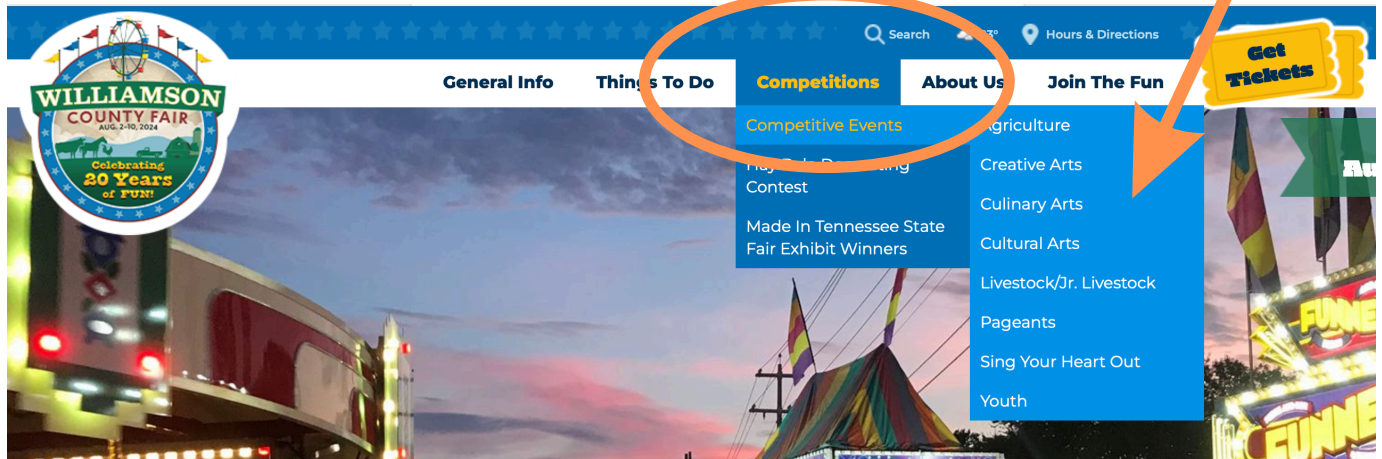 Search
Hours & Directions
Get
Tickets
WILLIAMSON
COUNTY FAIR
AUG. 2-10, 2024
Celebrating
20 Years
of FUN!
General Info
Things To Do
Competitions
About Us
Join The Fun
Competitive Events
Contest
Made In Tennessee State
Fair Exhibit Winners
Agriculture
Creative Arts
Culinary Arts
Cultural Arts
Livestock/Jr. Livestock
Pageants
Sing Your Heart Out
Youth